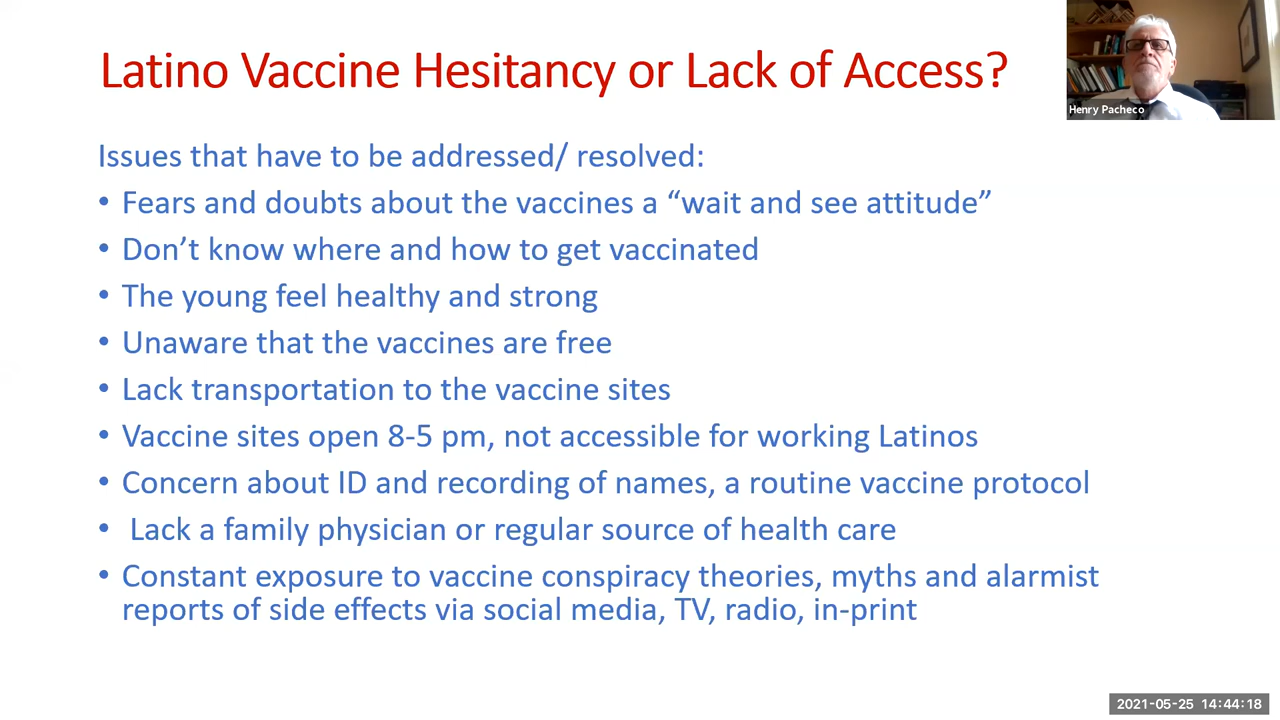 Latino Vaccine Hesitancy or Lack of Access?
Henry Pacheco
Issues that have to be addressed/ resolved:
• Fears and doubts about the vaccines a “wait and see attitude”
• Don’t know where and how to get vaccinated
• The young feel healthy and strong
• Unaware that the vaccines are free
• Lack transportation to the vaccine sites
• Vaccine sites open 8-5 pm, not accessible for working Latinos
• Concern about ID and recording of names, a routine vaccine protocol
• Lack a family physician or regular source of health care
• Constant exposure to vaccine conspiracy theories, myths and alarmist
reports of side effects via social media, TV, radio, in-print
2021-05-25 14:44:18